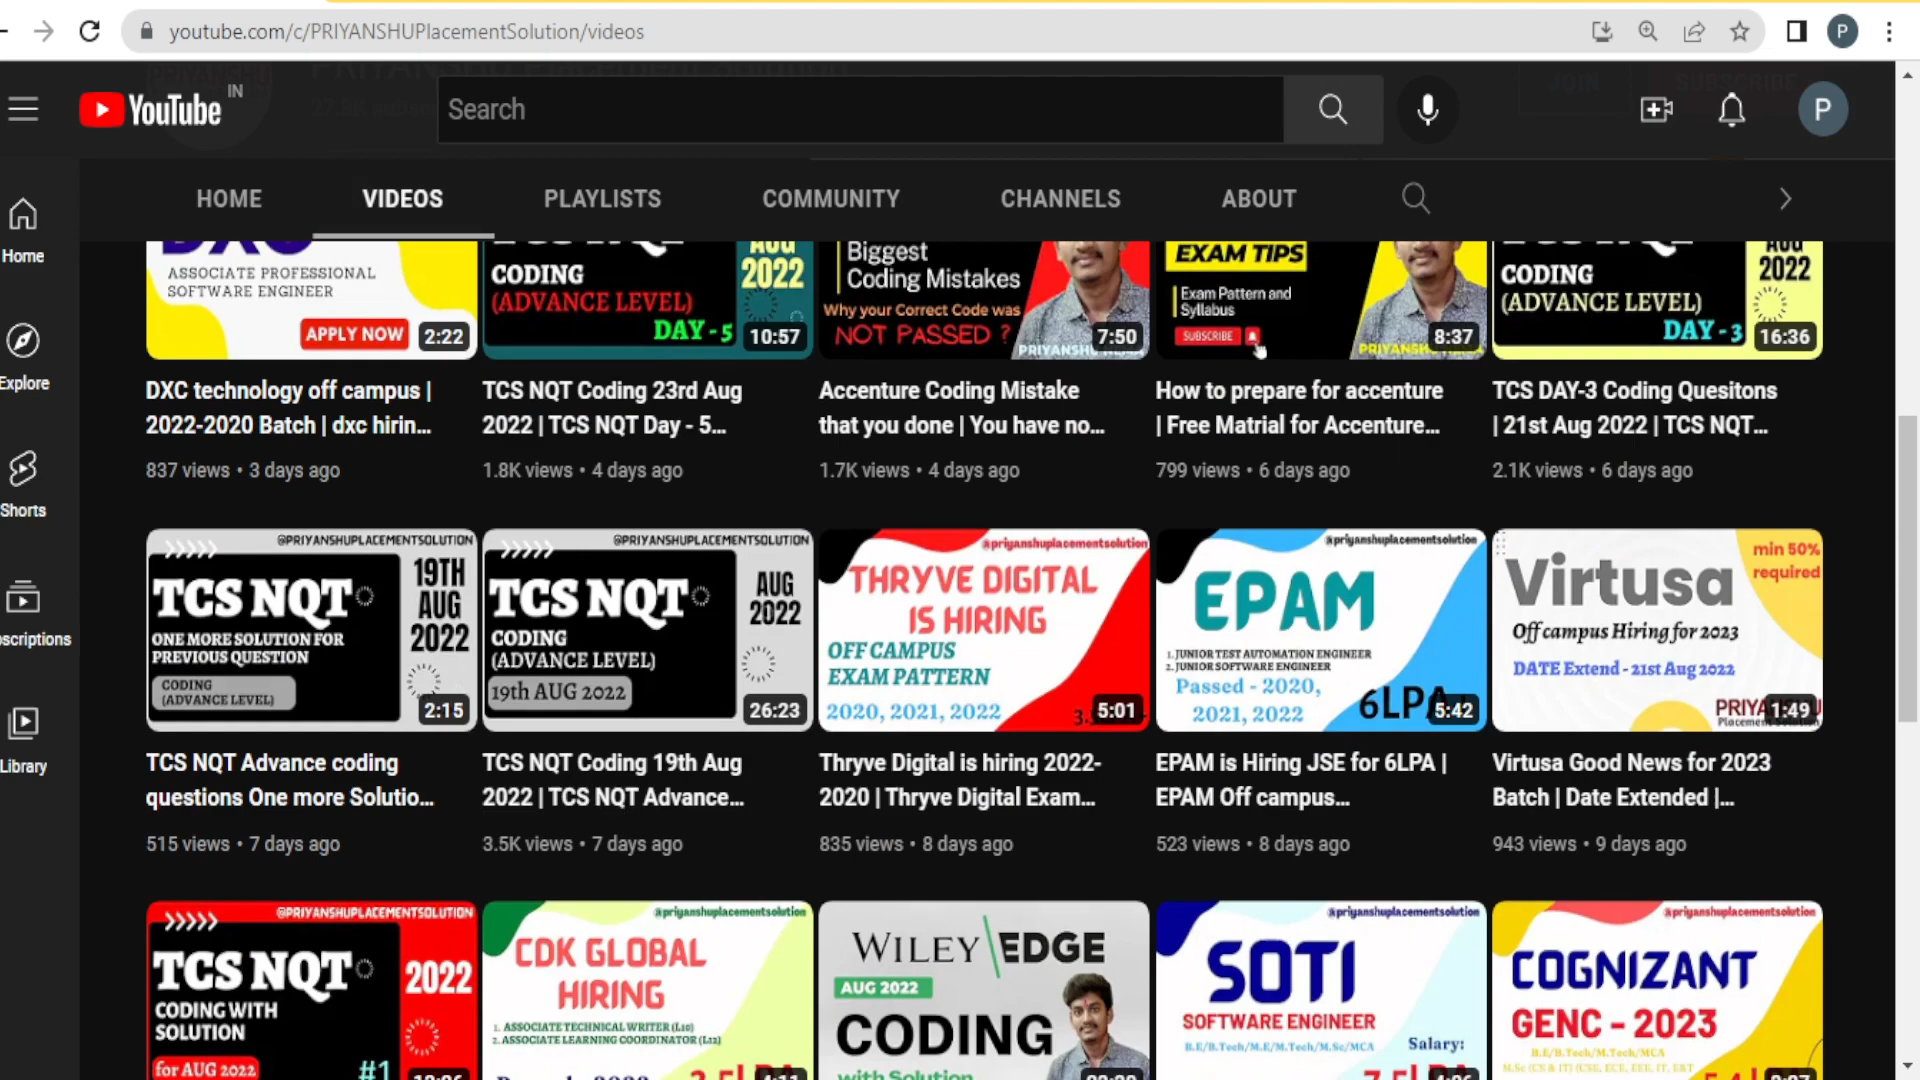 youtube.com/c/PRIYANSHUPlacementSolution/videos
P
YouTube IN
Search
P
HOME VIDEOS PLAYLISTS COMMUNITY CHANNELS ABOUT
Home
Explore
Shorts
Library
ASSOCIATE PROFESSIONAL
SOFTWARE ENGINEER
APPLY NOW
2:22
DXC technology off campus |
2022-2020 Batch | dxc hirin...
837 views • 3 days ago
AUG
2022
CODING
(ADVANCE LEVEL)
DAY - 5
10:57
TCS NQT Coding 23rd Aug
2022 | TCS NQT Day - 5...
1.8K views • 4 days ago
Biggest
Coding Mistakes
Why your Correct Code was
NOT PASSED ?
7:50
Accenture Coding Mistake
that you done | You have no...
1.7K views • 4 days ago
EXAM TIPS
Exam Pattern and
Syllabus
SUBSCRIBE
8:37
How to prepare for accenture
| Free Matrial for Accenture...
799 views • 6 days ago
AUG
2022
CODING
(ADVANCE LEVEL)
DAY - 3
16:36
TCS DAY-3 Coding Quesitons
| 21st Aug 2022 | TCS NQT...
2.1K views • 6 days ago
@PRIYANSHUPLACEMENTSOLUTION
TCS NQT
19TH
AUG
2022
ONE MORE SOLUTION FOR
PREVIOUS QUESTION
CODING
(ADVANCE LEVEL)
2:15
TCS NQT Advance coding
questions One more Solutio...
515 views • 7 days ago
@PRIYANSHUPLACEMENTSOLUTION
TCS NQT
AUG
2022
CODING
(ADVANCE LEVEL)
19th AUG 2022
26:23
TCS NQT Coding 19th Aug
2022 | TCS NQT Advance...
3.5K views • 7 days ago
@priyanshuplacementsolution
THRYVE DIGITAL
IS HIRING
OFF CAMPUS
EXAM PATTERN
2020, 2021, 2022
5:01
Thryve Digital is hiring 2022-
2020 | Thryve Digital Exam...
835 views • 8 days ago
@priyanshuplacementsolution
EPAM
1. JUNIOR TEST AUTOMATION ENGINEER
2. JUNIOR SOFTWARE ENGINEER
Passed - 2020,
2021, 2022
6LPA
5:42
EPAM is Hiring JSE for 6LPA |
EPAM Off campus...
523 views • 8 days ago
min 50%
required
Virtusa
Off campus Hiring for 2023
DATE Extend - 21st Aug 2022
Placement
1:49
Virtusa Good News for 2023
Batch | Date Extended |...
943 views • 9 days ago
@PRIYANSHUPLACEMENTSOLUTION
TCS NQT
2022
CODING WITH
SOLUTION
for AUG 2022
#1
@priyanshuplacementsolution
CDK GLOBAL
HIRING
1. ASSOCIATE TECHNICAL WRITER (L10)
2. ASSOCIATE LEARNING COORDINATOR (L12)
WILEY EDGE
AUG 2022
CODING
with Solution
@priyanshuplacementsolution
SOTI
SOFTWARE ENGINEER
B.E/B.Tech/M.E/M.Tech/M.Sc/MCA
Salary:
@priyanshuplacementsolution
COGNIZANT
GENC - 2023
B.E/B.Tech/M.Tech/MCA